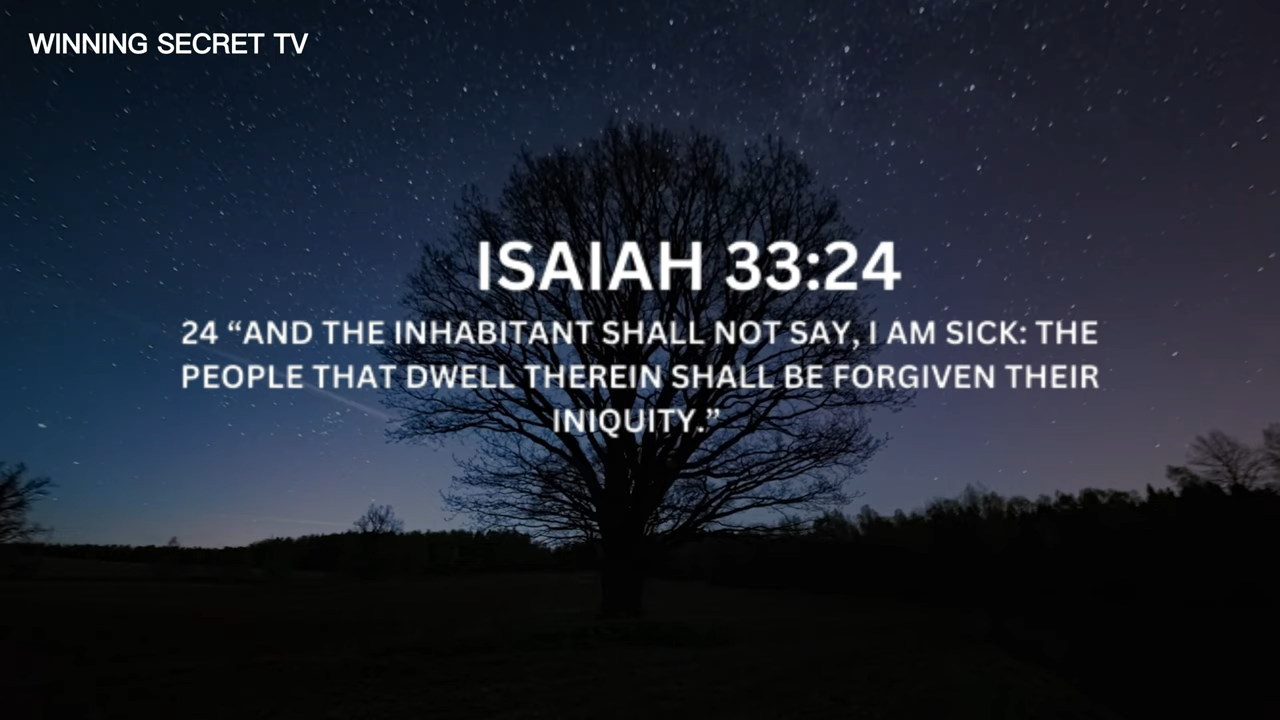 WINNING SECRET TV
ISAIAH 33:24
24 “AND THE INHABITANT SHALL NOT SAY, I AM SICK: THE
PEOPLE THAT DWELL THEREIN SHALL BE FORGIVEN THEIR
INIQUITY.”